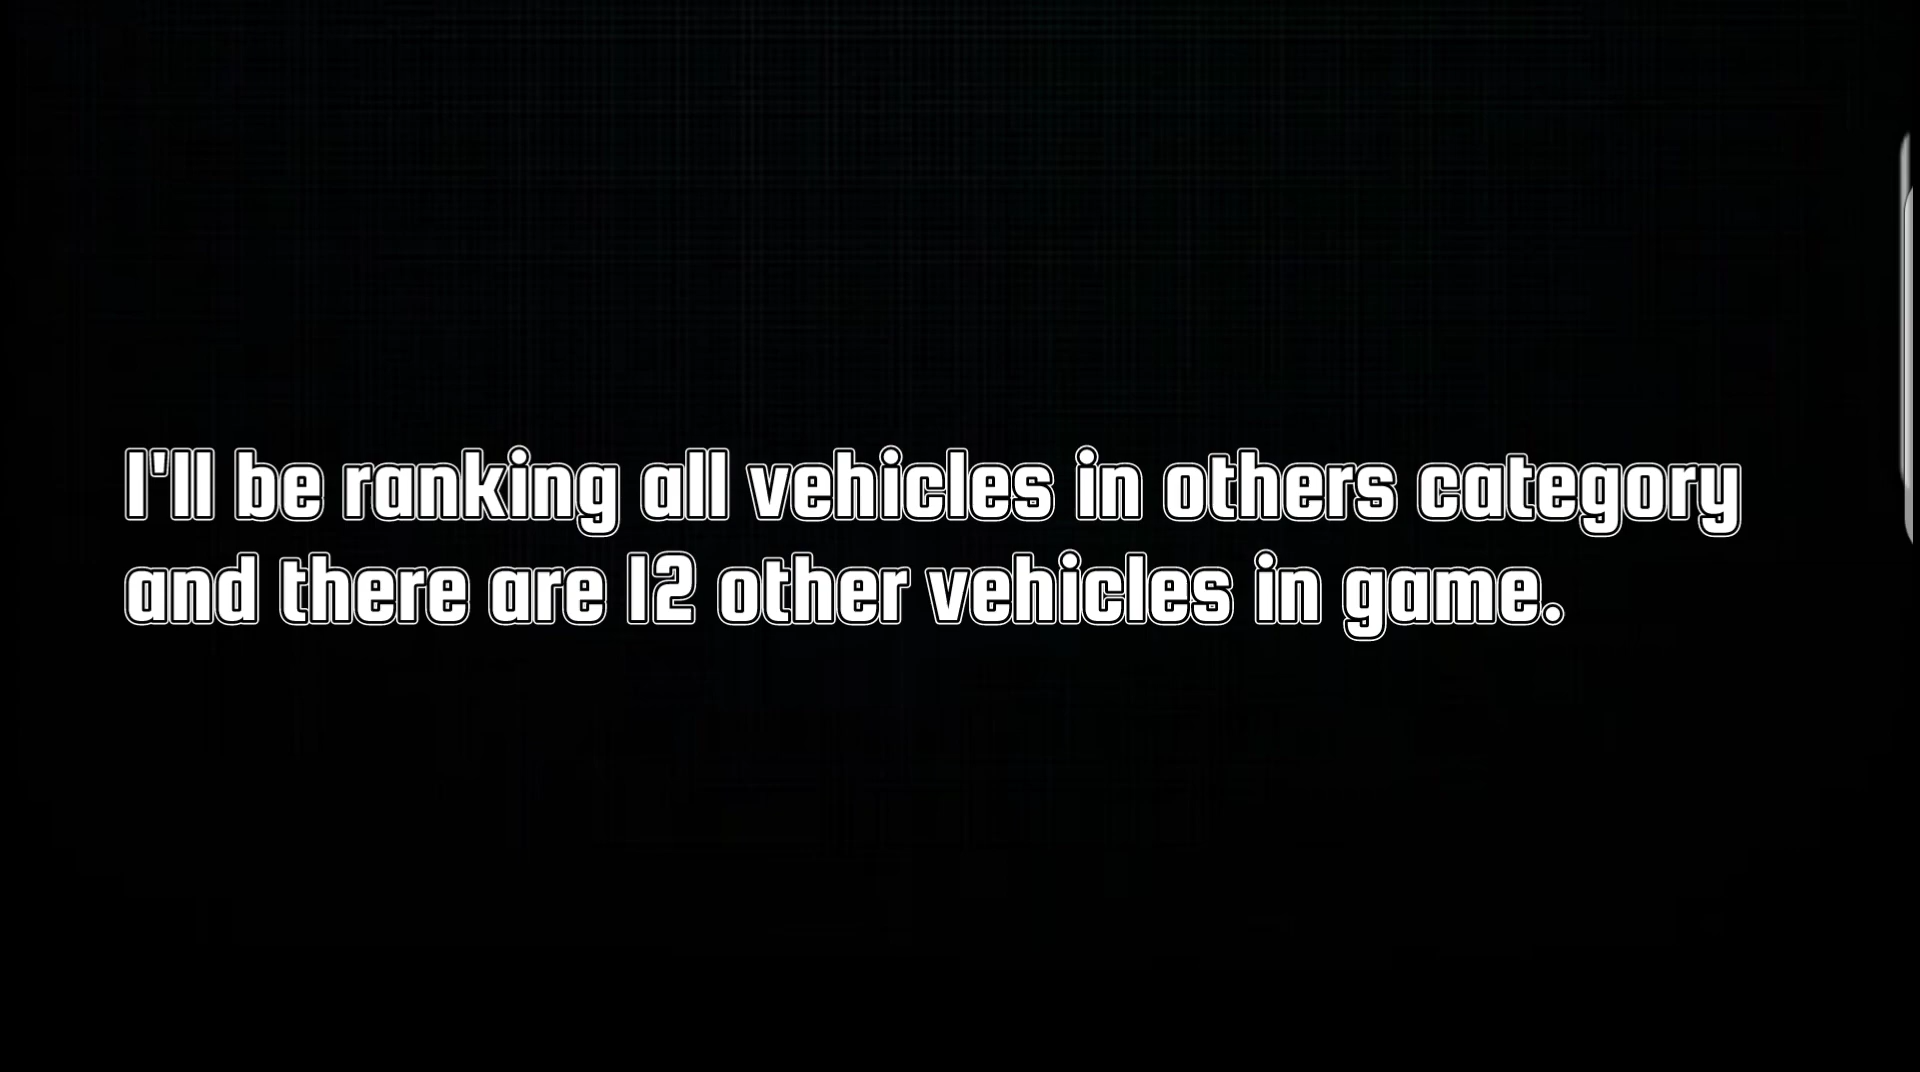 I'll be ranking all vehicles in others category
and there are 12 other vehicles in game.